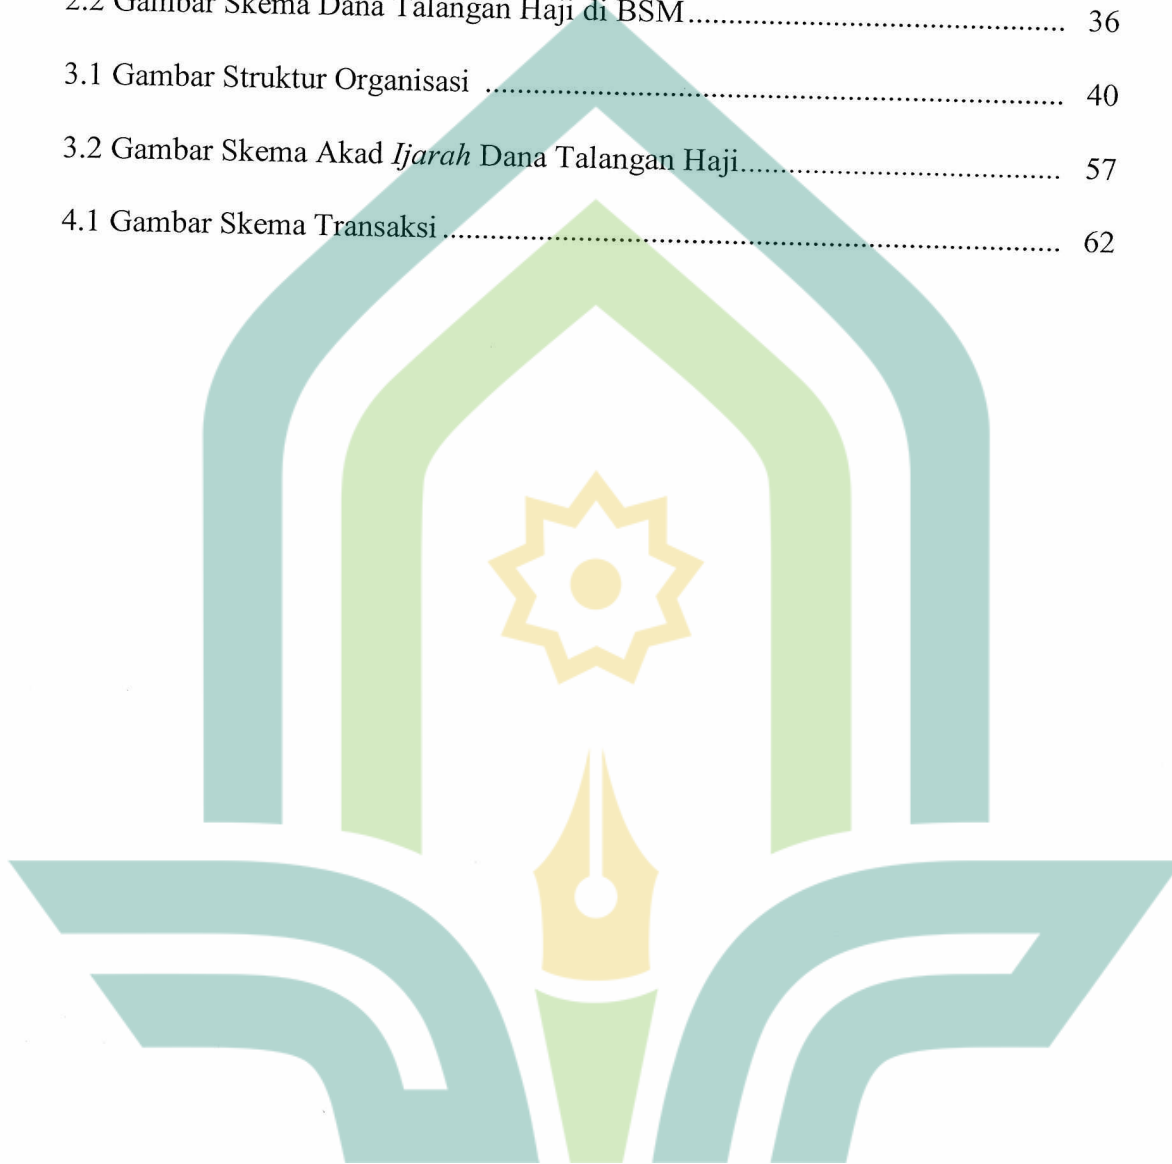 2.2 Gambar Skema Dana Talangan Haji di BSM.................................................. 36
3.1 Gambar Struktur Organisasi .......................................................................... 40
3.2 Gambar Skema Akad Ijarah Dana Talangan Haji.......................................... 57
4.1 Gambar Skema Transaksi ................................................................................ 62